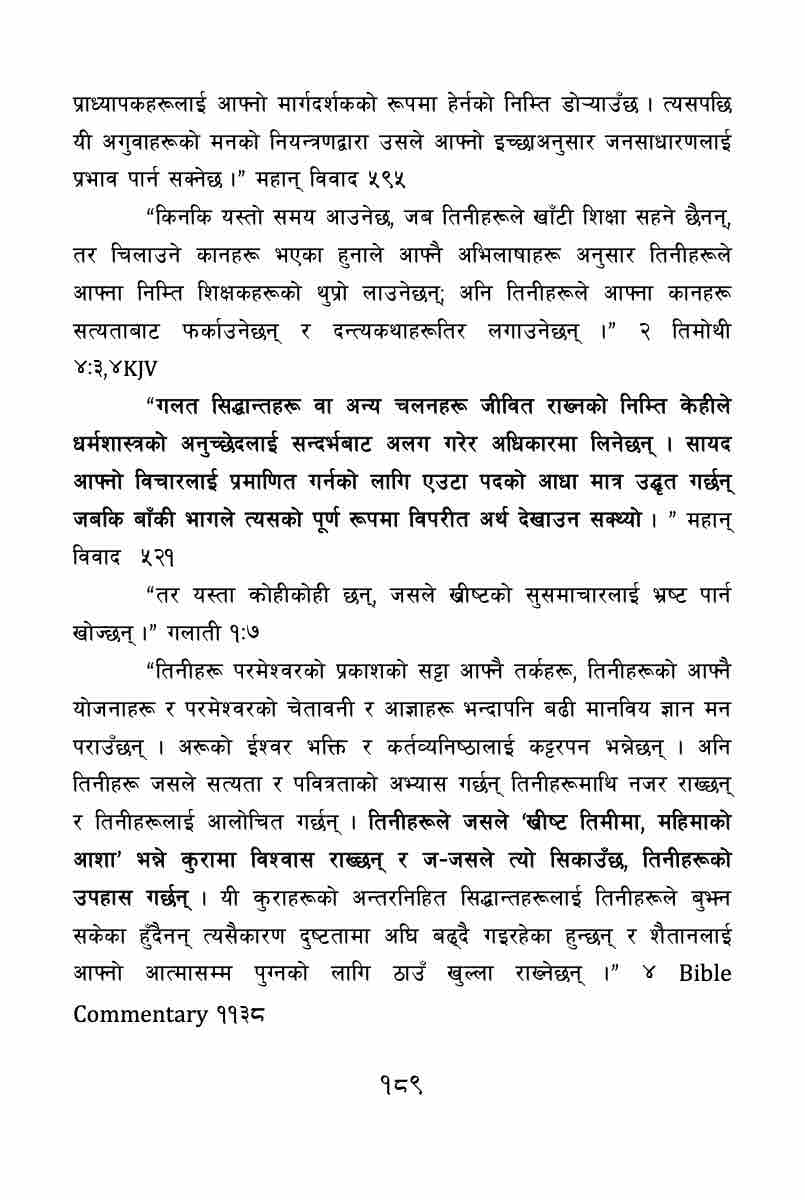 प्राध्यापकहरूलाई आफ्नो मार्गदर्शकको रूपमा हेर्नको निम्ति डोऱ्याउँछ । त्यसपछि
यी अगुवाहरूको मनको नियन्त्रणद्वारा उसले आफ्नो इच्छाअनुसार जनसाधारणलाई
प्रभाव पार्न सक्नेछ ।” महान् विवाद ५९५
“किनकि यस्तो समय आउनेछ, जब तिनीहरूले खाँटी शिक्षा सहने छैनन्,
तर चिलाउने कानहरू भएका हुनाले आफ्नै अभिलाषाहरू अनुसार तिनीहरूले
आफ्ना निम्ति शिक्षकहरूको थुप्रो लाउनेछन्; अनि तिनीहरूले आफ्ना कानहरू
सत्यताबाट फर्काउनेछन् र दन्त्यकथाहरूतिर लगाउनेछन् ।” २ तिमोथी
४:३,४KJV
“गलत सिद्धान्तहरू वा अन्य चलनहरू जीवित राख्नको निम्ति केहीले
धर्मशास्त्रको अनुच्छेदलाई सन्दर्भबाट अलग गरेर अधिकारमा लिनेछन् । सायद
आफ्नो विचारलाई प्रमाणित गर्नको लागि एउटा पदको आधा मात्र उद्धृत गर्छन्
जबकि बाँकी भागले त्यसको पूर्ण रूपमा विपरीत अर्थ देखाउन सक्थ्यो । ” महान्
विवाद ५२१
“तर यस्ता कोहीकोही छन्, जसले ख्रीष्टको सुसमाचारलाई भ्रष्ट पार्न
खोज्छन् ।” गलाती १:७
“तिनीहरू परमेश्वरको प्रकाशको सट्टा आफ्नै तर्कहरू, तिनीहरूको आफ्नै
योजनाहरू र परमेश्वरको चेतावनी र आज्ञाहरू भन्दापनि बढी मानविय ज्ञान मन
पराउँछन् । अरूको ईश्वर भक्ति र कर्तव्यनिष्ठालाई कट्टरपन भन्नेछन् । अनि
तिनीहरू जसले सत्यता र पवित्रताको अभ्यास गर्छन् तिनीहरूमाथि नजर राख्छन्
र तिनीहरूलाई आलोचित गर्छन् । तिनीहरूले जसले ‘ख्रीष्ट तिमीमा, महिमाको
आशा’ भन्ने कुरामा विश्वास राख्छन् र ज-जसले त्यो सिकाउँछ, तिनीहरूको
उपहास गर्छन् । यी कुराहरूको अन्तरनिहित सिद्धान्तहरूलाई तिनीहरूले बुझ्न
सकेका हुँदैनन् त्यसैकारण दुष्टतामा अघि बढ्दै गइरहेका हुन्छन् र शैतानलाई
आफ्नो आत्मासम्म पुग्नको लागि ठाउँ खुल्ला राख्नेछन् ।” ४ Bible
Commentary ११३८
१८९